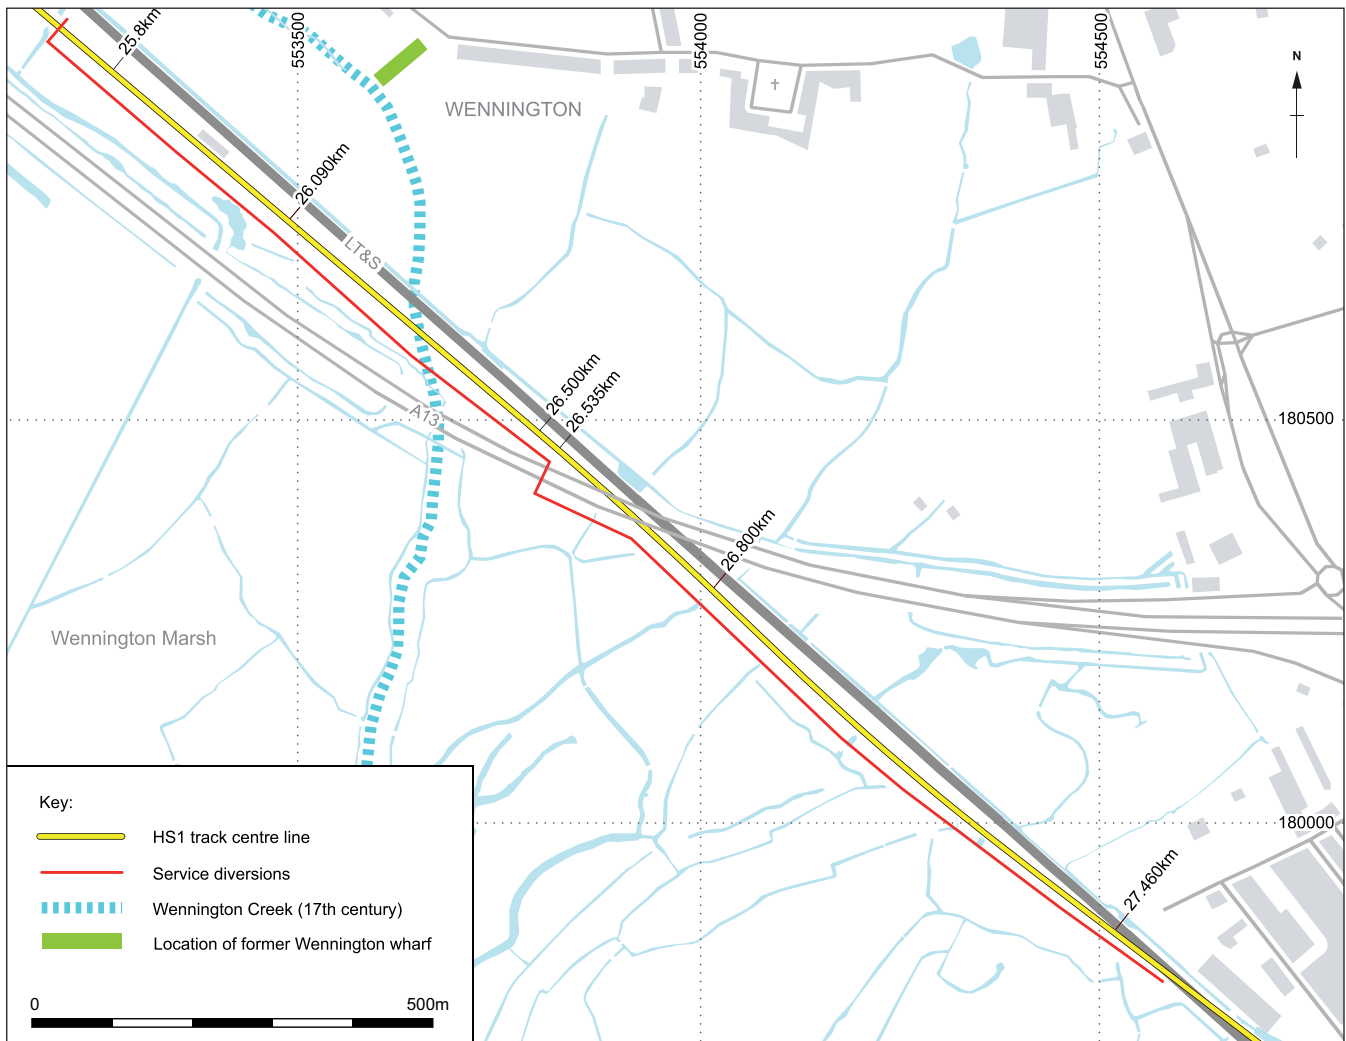 25.8km
553500
554000
554500
N
WENNINGTON
26.090km
LT&S
26.500km
26.535km
A13
180500
26.800km
Wennington Marsh
180000
27.460km
Key:
HS1 track centre line
Service diversions
Wennington Creek (17th century)
Location of former Wennington wharf
0 500m